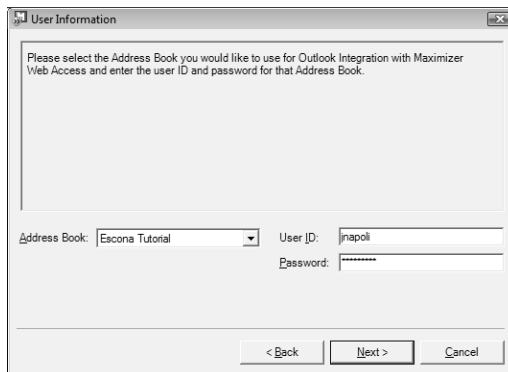 User Information
Please select the Address Book you would like to use for Outlook Integration with Maximizer
Web Access and enter the user ID and password for that Address Book.
Address Book: Escona Tutorial User ID: jnapoli
Password: *********
< Back Next > Cancel